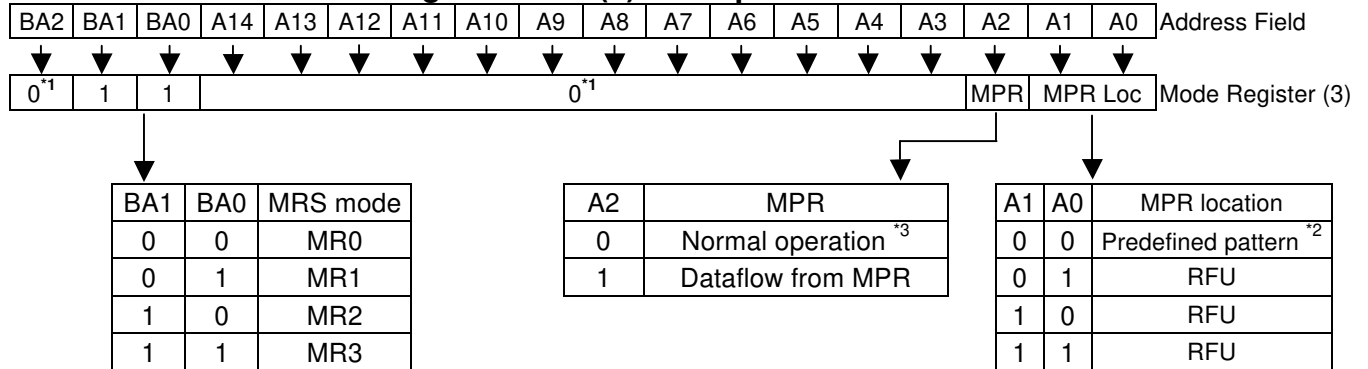 BA2 BA1 BA0 A14 A13 A12 A11 A10 A9 A8 A7 A6 A5 A4 A3 A2 A1 A0 Address Field
0*1 1 1 0*1 MPR MPR Loc Mode Register (3)
BA1 BA0 MRS mode
0 0 MR0
0 1 MR1
1 0 MR2
1 1 MR3
A2 MPR
0 Normal operation *3
1 Dataflow from MPR
A1 A0 MPR location
0 0 Predefined pattern *2
0 1 RFU
1 0 RFU
1 1 RFU